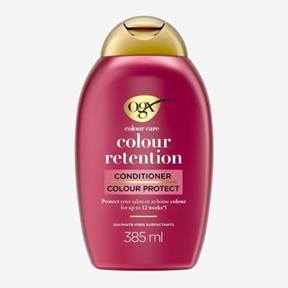 ogx
colour care
colour
retention
CONDITIONER
COLOUR PROTECT
Protect your salon or at-home colour
for up to 12 weeks*†
SULPHATE-FREE SURFACTANTS
385 ml